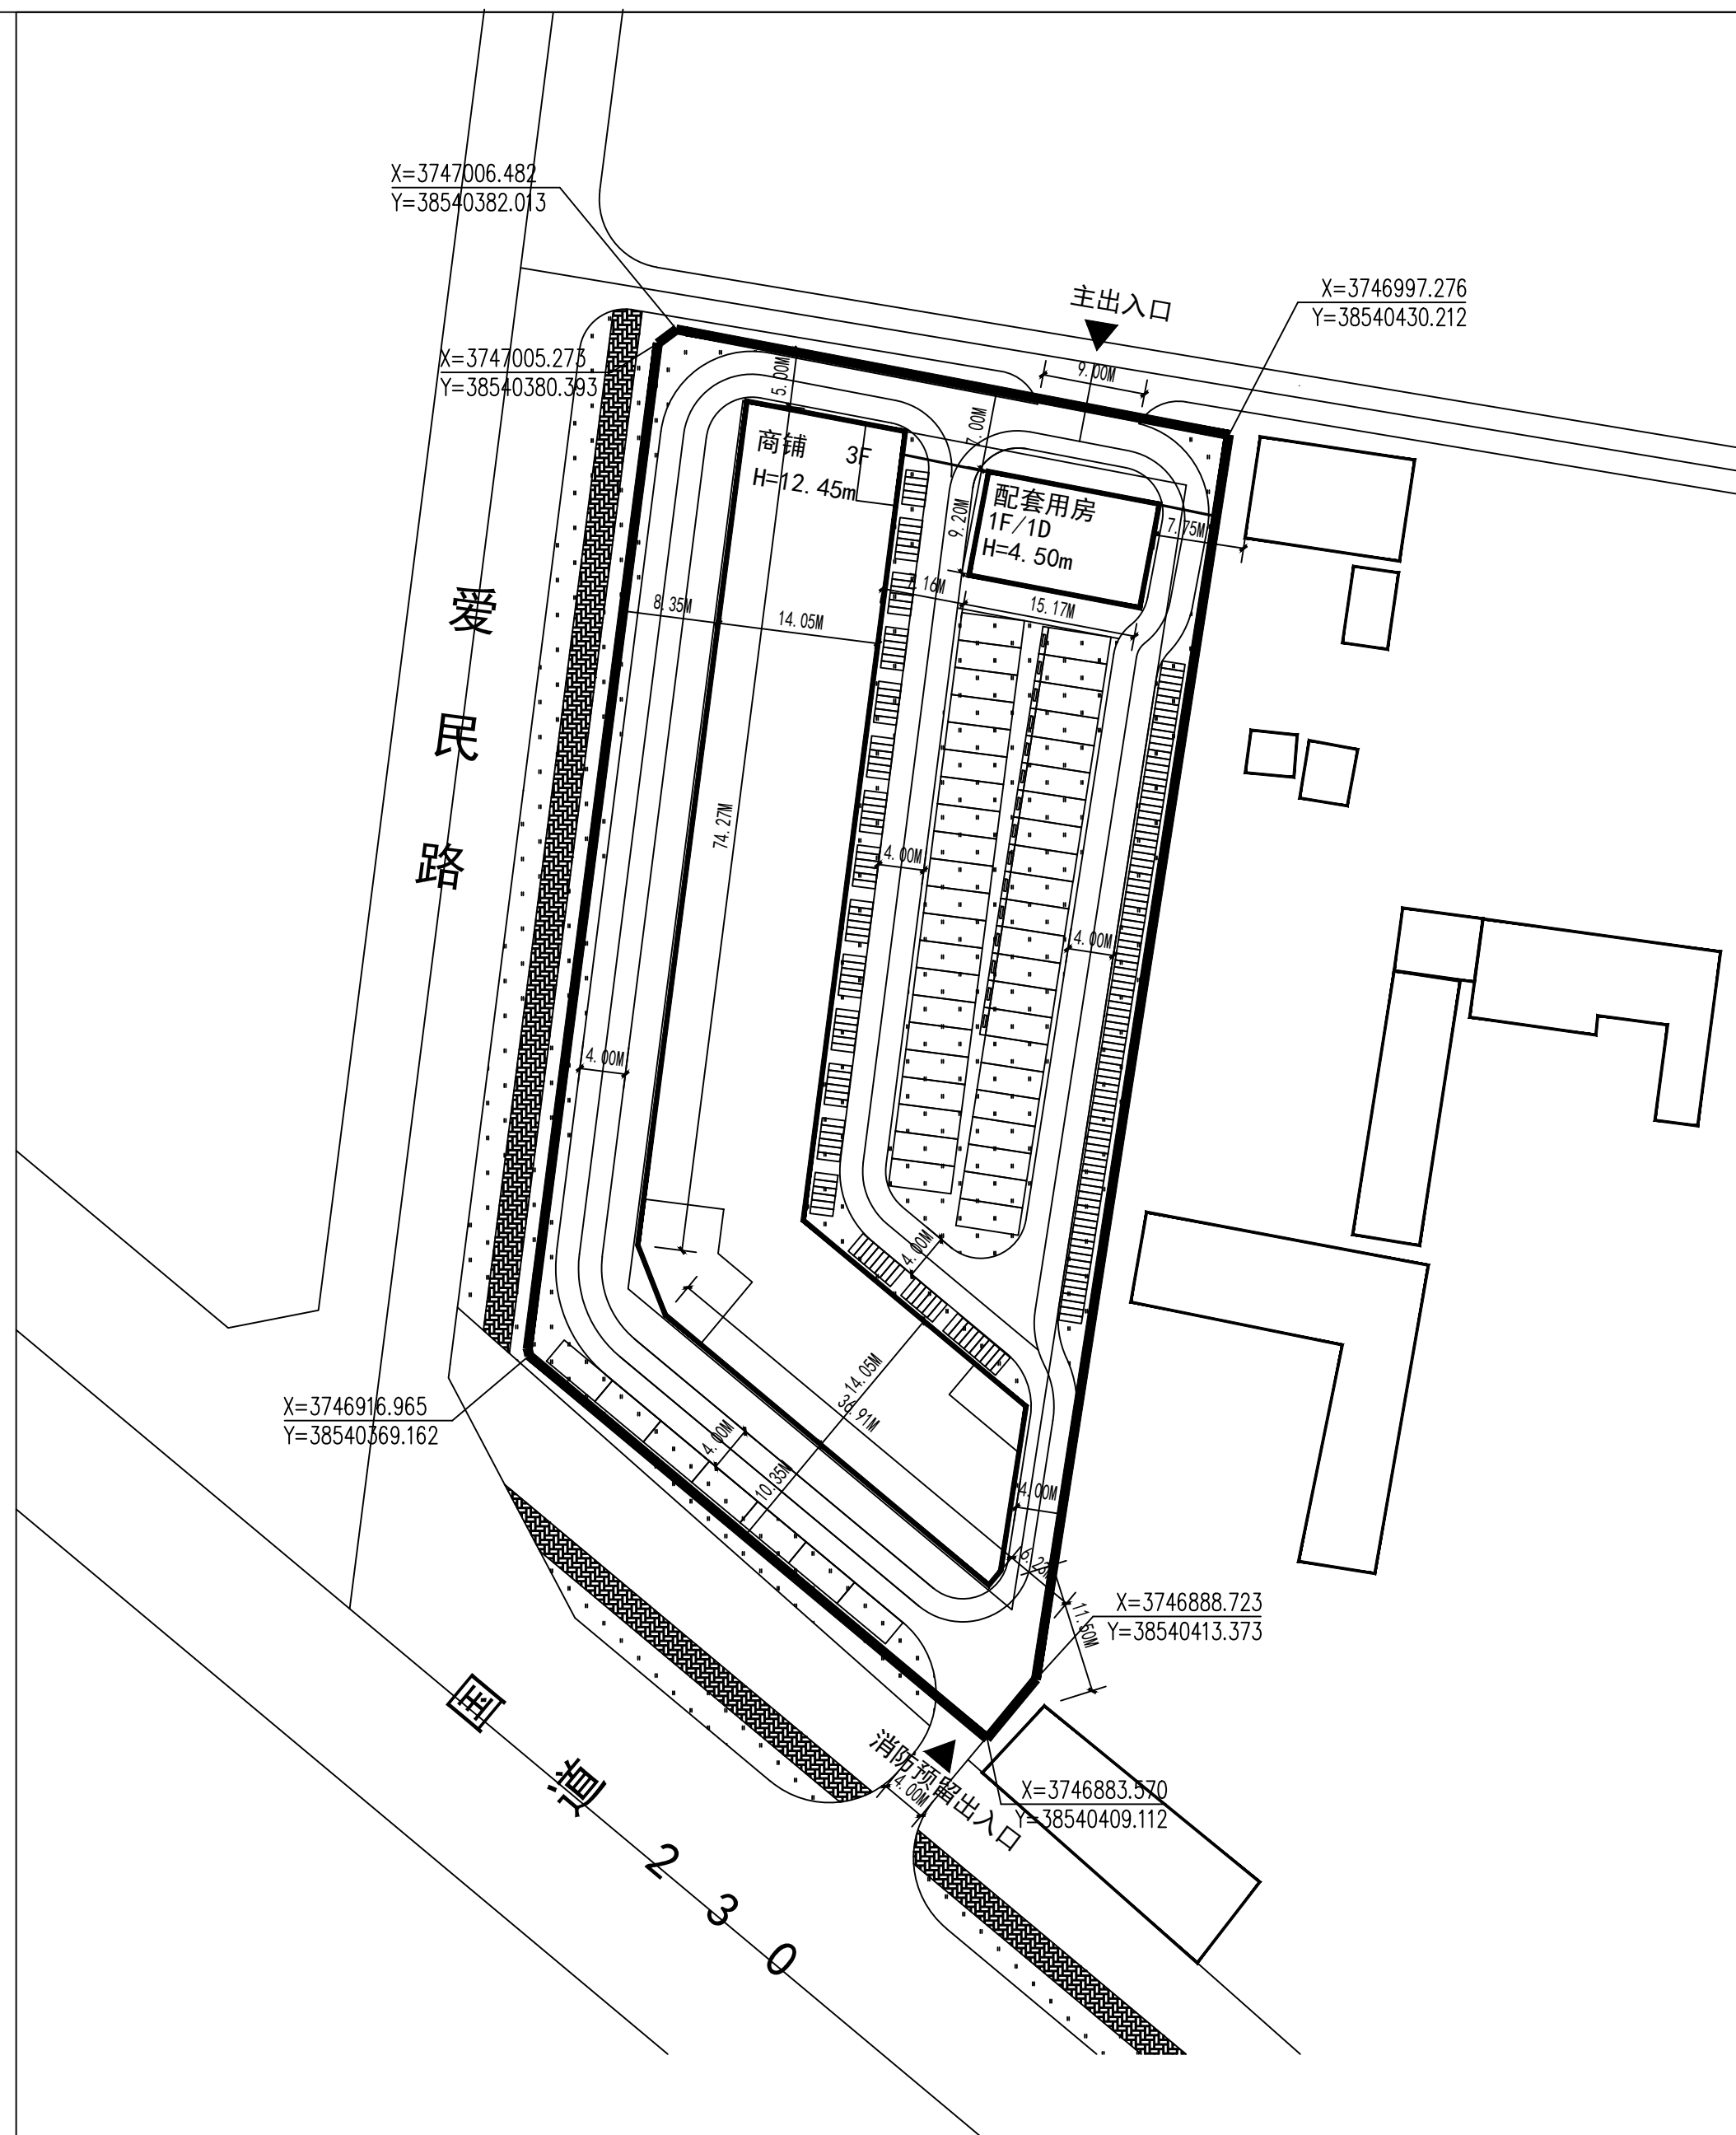 X=3747006.482
Y=38540382.013
主出入口
X=3746997.276
Y=38540430.212
X=3747005.273
Y=38540380.393
5.00M
9.00M
7.00M
商铺 3F
H=12.45m
配套用房
1F/1D
H=4.50m
9.20M
7.75M
7.16M
15.17M
8.35M
14.05M
爱民路
74.27M
4.00M
4.00M
4.00M
4.00M
14.05M
36.91M
4.00M
10.35M
4.00M
X=3746916.965
Y=38540369.162
6.23M
11.60M
X=3746888.723
Y=38540413.373
消防预留出入口
4.00M
X=3746883.570
Y=38540409.112
国道230